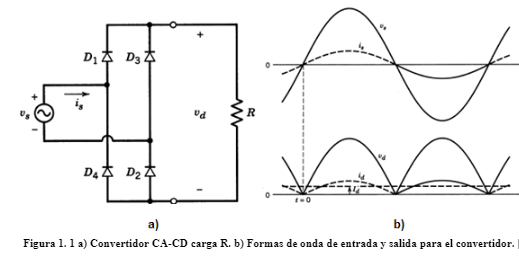 D1 D3
+
+
vs
is
−
vd
R
D4 D2
−
a)
0
vs
is
vd
id
Id
0
t = 0
b)
Figura 1. 1 a) Convertidor CA-CD carga R. b) Formas de onda de entrada y salida para el convertidor. [